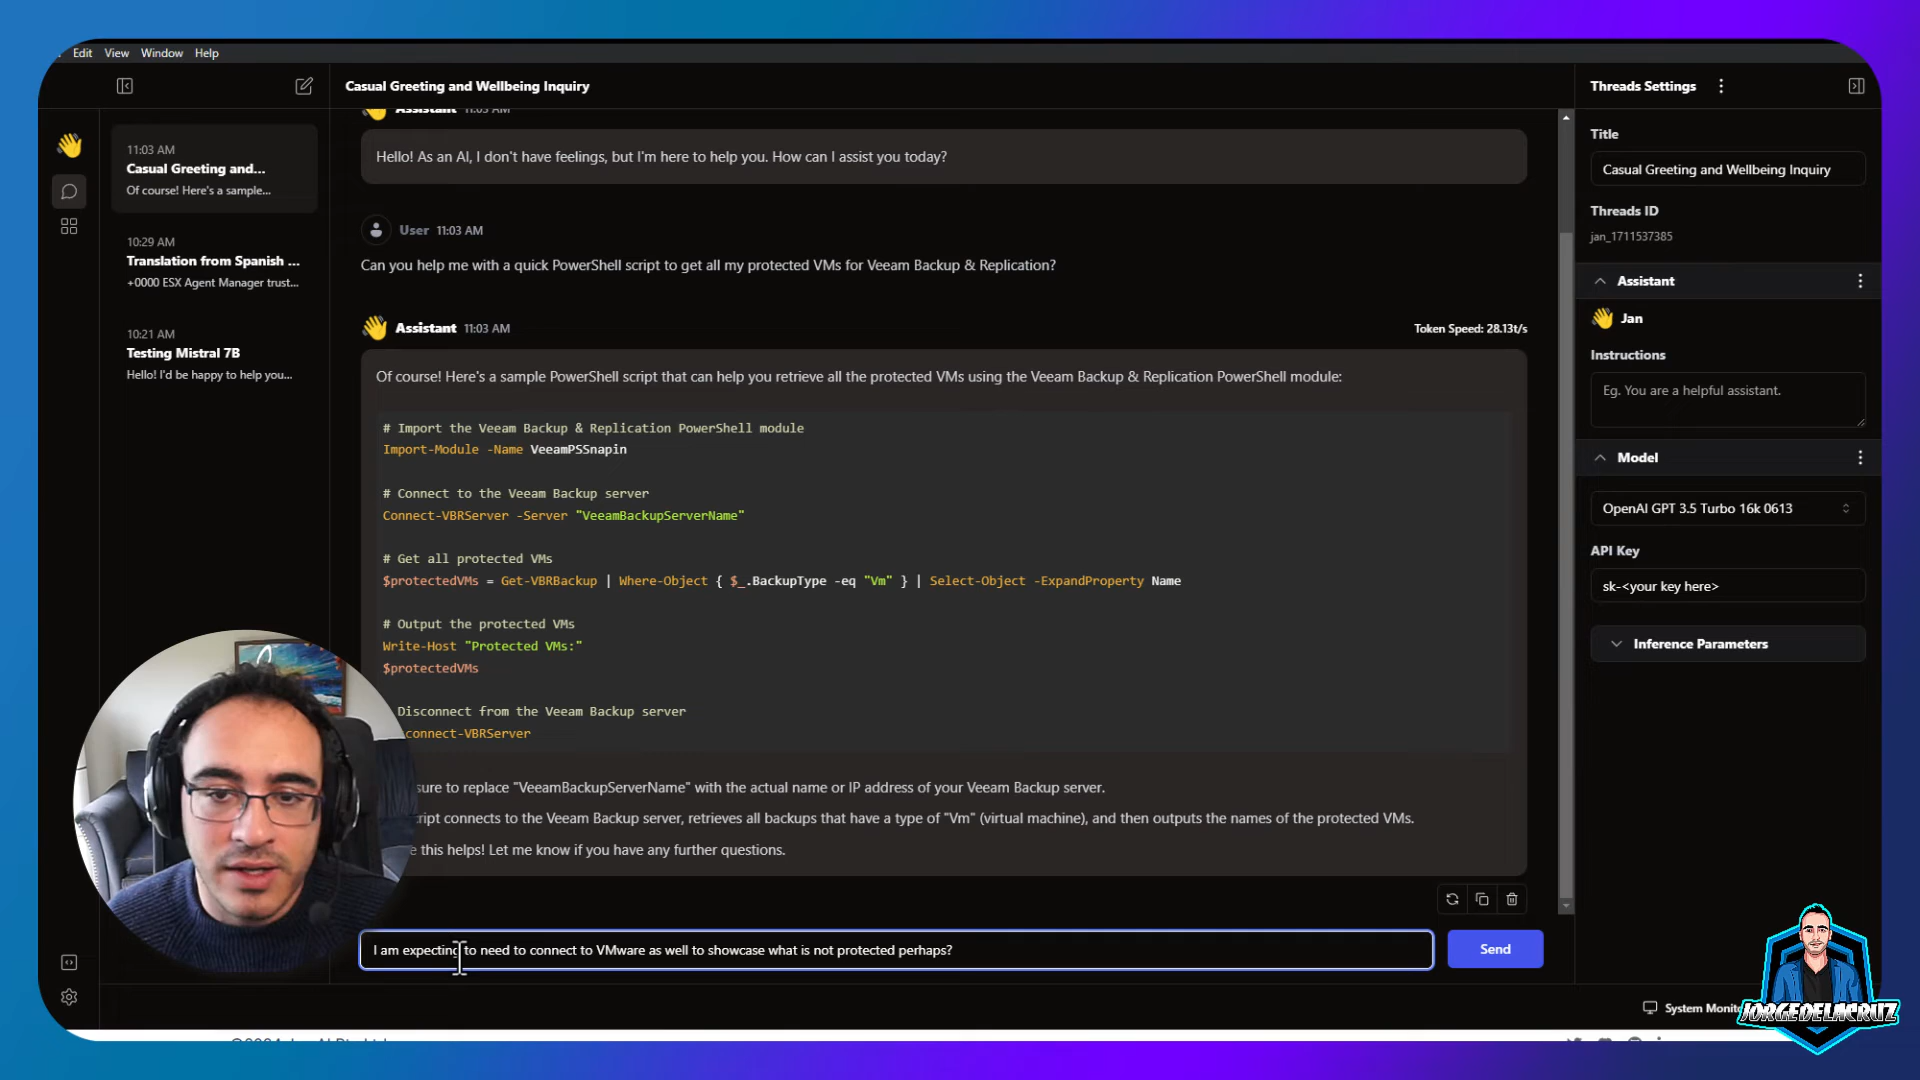 Edit View Window Help
Casual Greeting and Wellbeing Inquiry
Threads Settings
11:03 AM
Casual Greeting and...
Of course! Here's a sample...
10:29 AM
Translation from Spanish ...
+0000 ESX Agent Manager trust...
10:21 AM
Testing Mistral 7B
Hello! I'd be happy to help you...
Assistant 11:03 AM
Hello! As an AI, I don't have feelings, but I'm here to help you. How can I assist you today?
User 11:03 AM
Can you help me with a quick PowerShell script to get all my protected VMs for Veeam Backup & Replication?
Assistant 11:03 AM
Token Speed: 28.13t/s
Of course! Here's a sample PowerShell script that can help you retrieve all the protected VMs using the Veeam Backup & Replication PowerShell module:
# Import the Veeam Backup & Replication PowerShell module
Import-Module -Name VeeamPSSnapin
# Connect to the Veeam Backup server
Connect-VBRServer -Server "VeeamBackupServerName"
# Get all protected VMs
$protectedVMs = Get-VBRBackup | Where-Object { $_.BackupType -eq "Vm" } | Select-Object -ExpandProperty Name
# Output the protected VMs
Write-Host "Protected VMs:"
$protectedVMs
Disconnect from the Veeam Backup server
connect-VBRServer
sure to replace "VeeamBackupServerName" with the actual name or IP address of your Veeam Backup server.
cript connects to the Veeam Backup server, retrieves all backups that have a type of "Vm" (virtual machine), and then outputs the names of the protected VMs.
e this helps! Let me know if you have any further questions.
I am expecting to need to connect to VMware as well to showcase what is not protected perhaps?
Send
Title
Casual Greeting and Wellbeing Inquiry
Threads ID
jan_1711537385
Assistant
Jan
Instructions
Eg. You are a helpful assistant.
Model
OpenAI GPT 3.5 Turbo 16k 0613
API Key
sk-<your key here>
Inference Parameters
System Monito
JORGEDELACRUZ